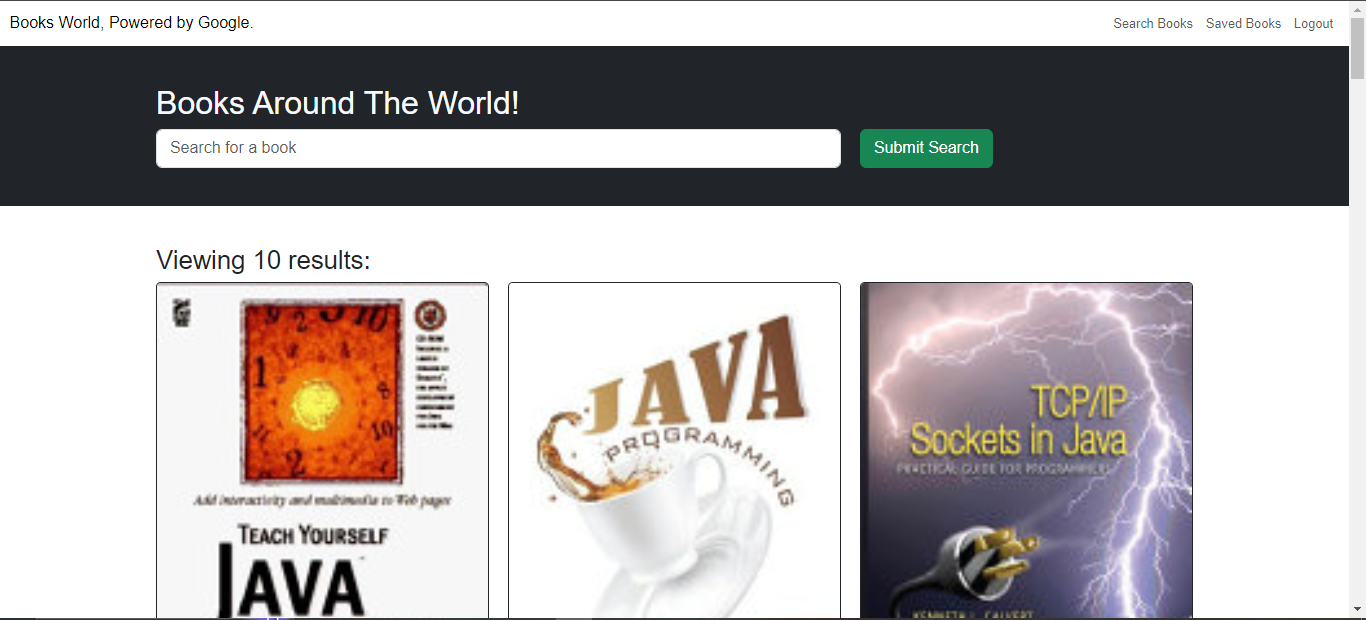 Books World, Powered by Google.
Search Books Saved Books Logout
Books Around The World!
Search for a book
Submit Search
Viewing 10 results:
Add interactivity and multimedia to Web pages
TEACH YOURSELF
JAVA
JAVA
PROGRAMMING
TCP/IP
Sockets in Java
PRACTICAL GUIDE FOR PROGRAMMERS
KENNETH L. CALVERT